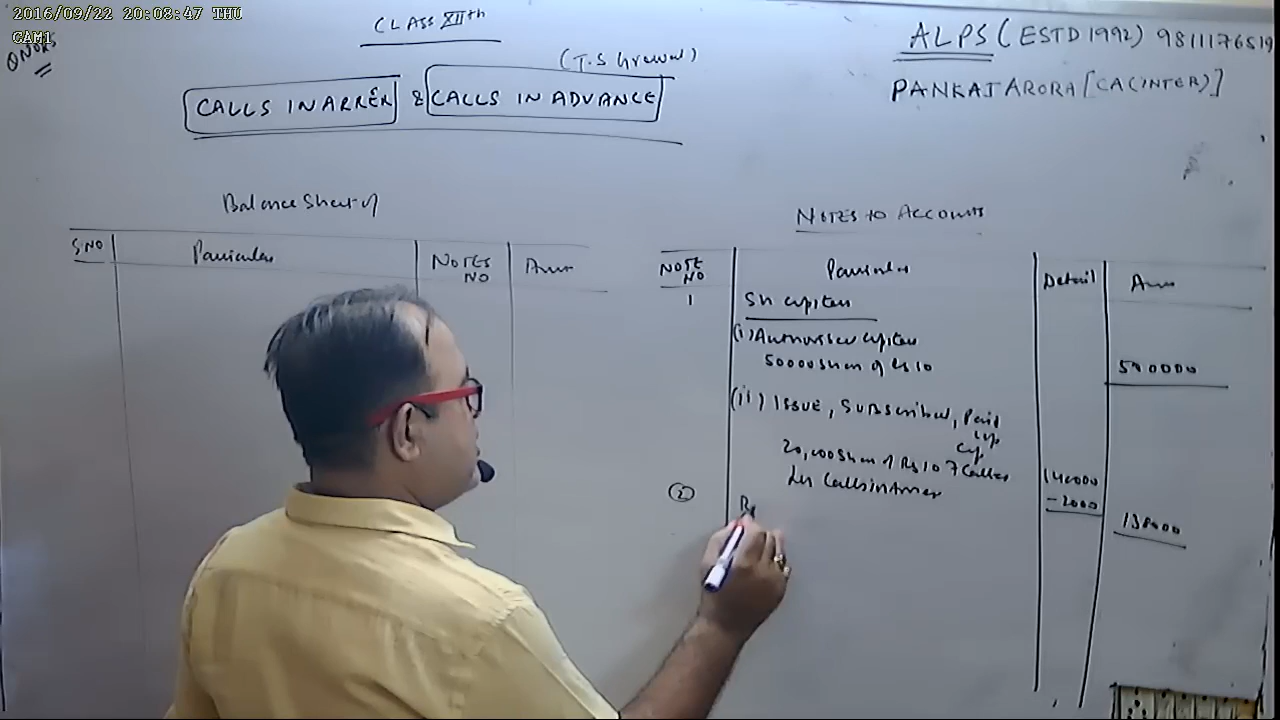 2016/09/22 20:08:47 THU
CAM1
CLASS XIIth
(T.S Grewal)
CALLS IN ARRER & CALLS IN ADVANCE
ALPS (ESTD 1992) 9811176519
PANKAJ ARORA [CA(INTER)]
Balance Sheet of
S.NO Particulars NOTES NO Amn
NOTES to ACCOUNTS
NOTE NO Particulars Detail Amn
1 Sh capital
(i) Authorised capital
50000 Shares of Rs 10 500000
(ii) ISSUE, SUBSCRIBED, Paid up cap
20,000 Shares of Rs 10 7 Called 140000
Less Calls in Arrear -2000 138000
2